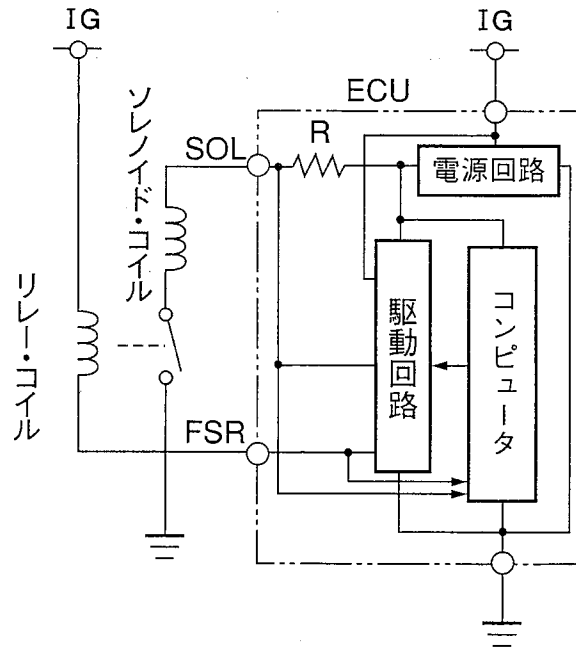 IG
IG
ECU
SOL
R
電源回路
ソレノイド・コイル
リレー・コイル
駆動回路
コンピュータ
FSR